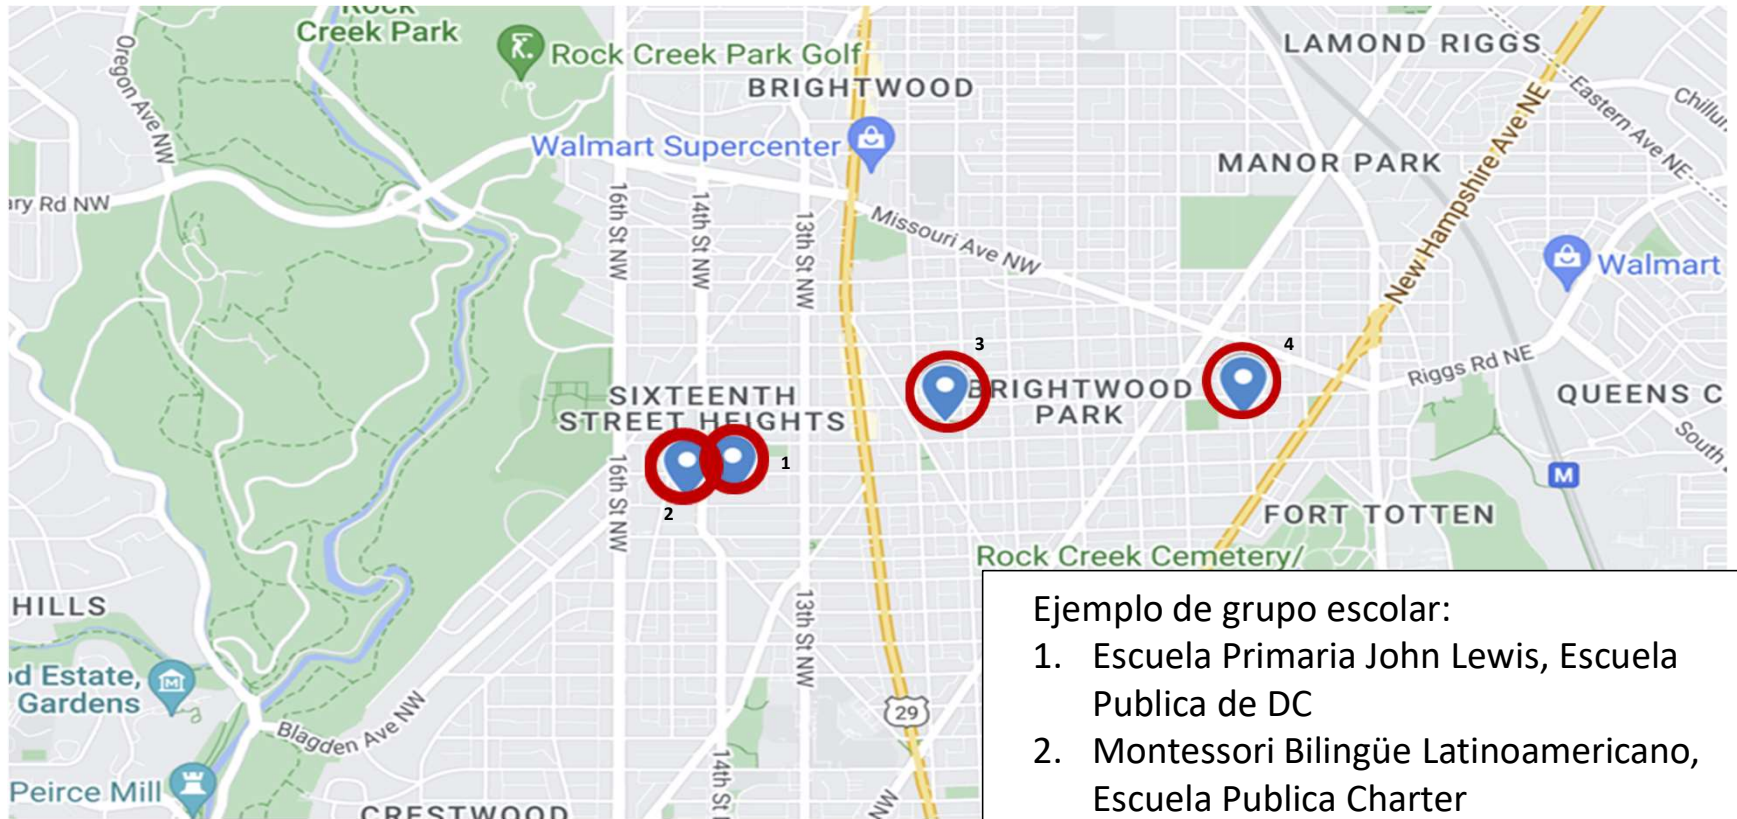 Rock
Creek Park
Rock Creek Park Golf
LAMOND RIGGS
BRIGHTWOOD
Oregon Ave NW
Eastern Ave NE
Walmart Supercenter
MANOR PARK
New Hampshire Ave NE
ary Rd NW
16th St NW
14th St NW
13th St NW
Missouri Ave NW
Walmart
3
4
SIXTEENTH
STREET HEIGHTS
BRIGHTWOOD
PARK
Riggs Rd NE
QUEENS C
1
2
16th St NW
M
South
FORT TOTTEN
Rock Creek Cemetery/
HILLS
13th St NW
od Estate,
Gardens
29
Blagden Ave NW
14th St
Peirce Mill
NW
CRESTWOOD
Ejemplo de grupo escolar:
1. Escuela Primaria John Lewis, Escuela
Publica de DC
2. Montessori Bilingüe Latinoamericano,
Escuela Publica Charter